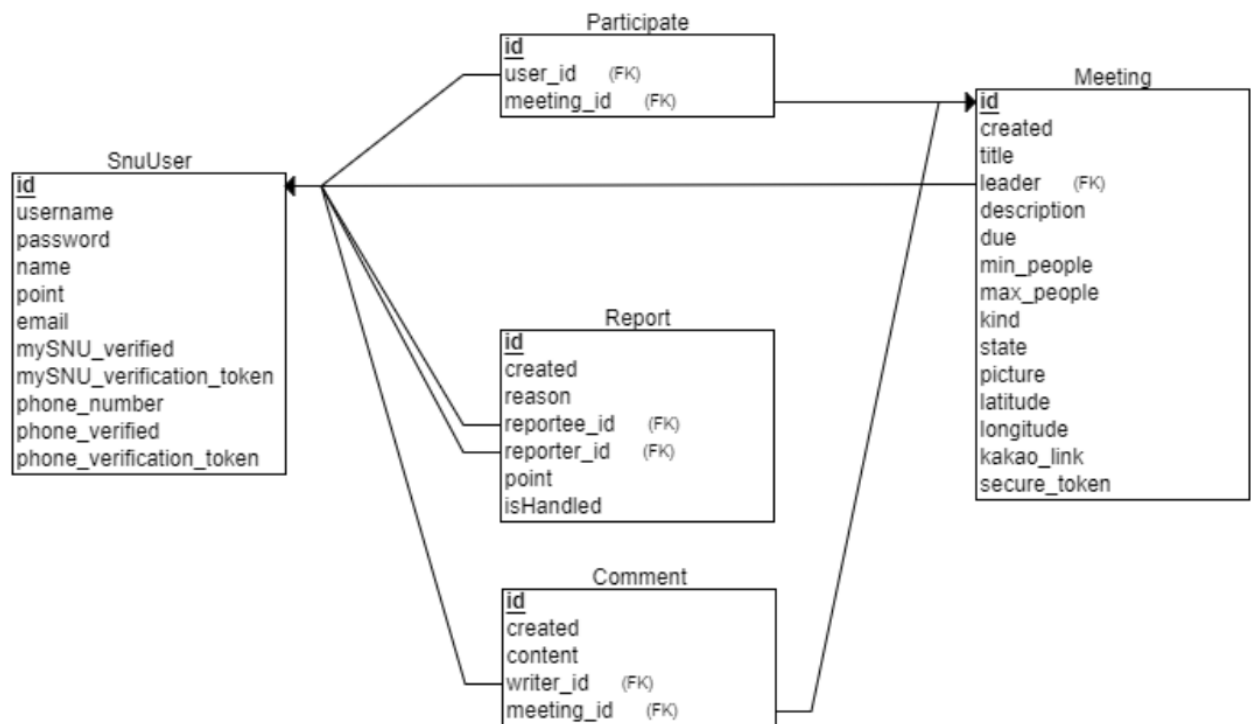 Participate
id
user_id (FK)
meeting_id (FK)
Meeting
id
created
title
leader (FK)
description
due
min_people
max_people
kind
state
picture
latitude
longitude
kakao_link
secure_token
SnuUser
id
username
password
name
point
email
mySNU_verified
mySNU_verification_token
phone_number
phone_verified
phone_verification_token
Report
id
created
reason
reportee_id (FK)
reporter_id (FK)
point
isHandled
Comment
id
created
content
writer_id (FK)
meeting_id (FK)